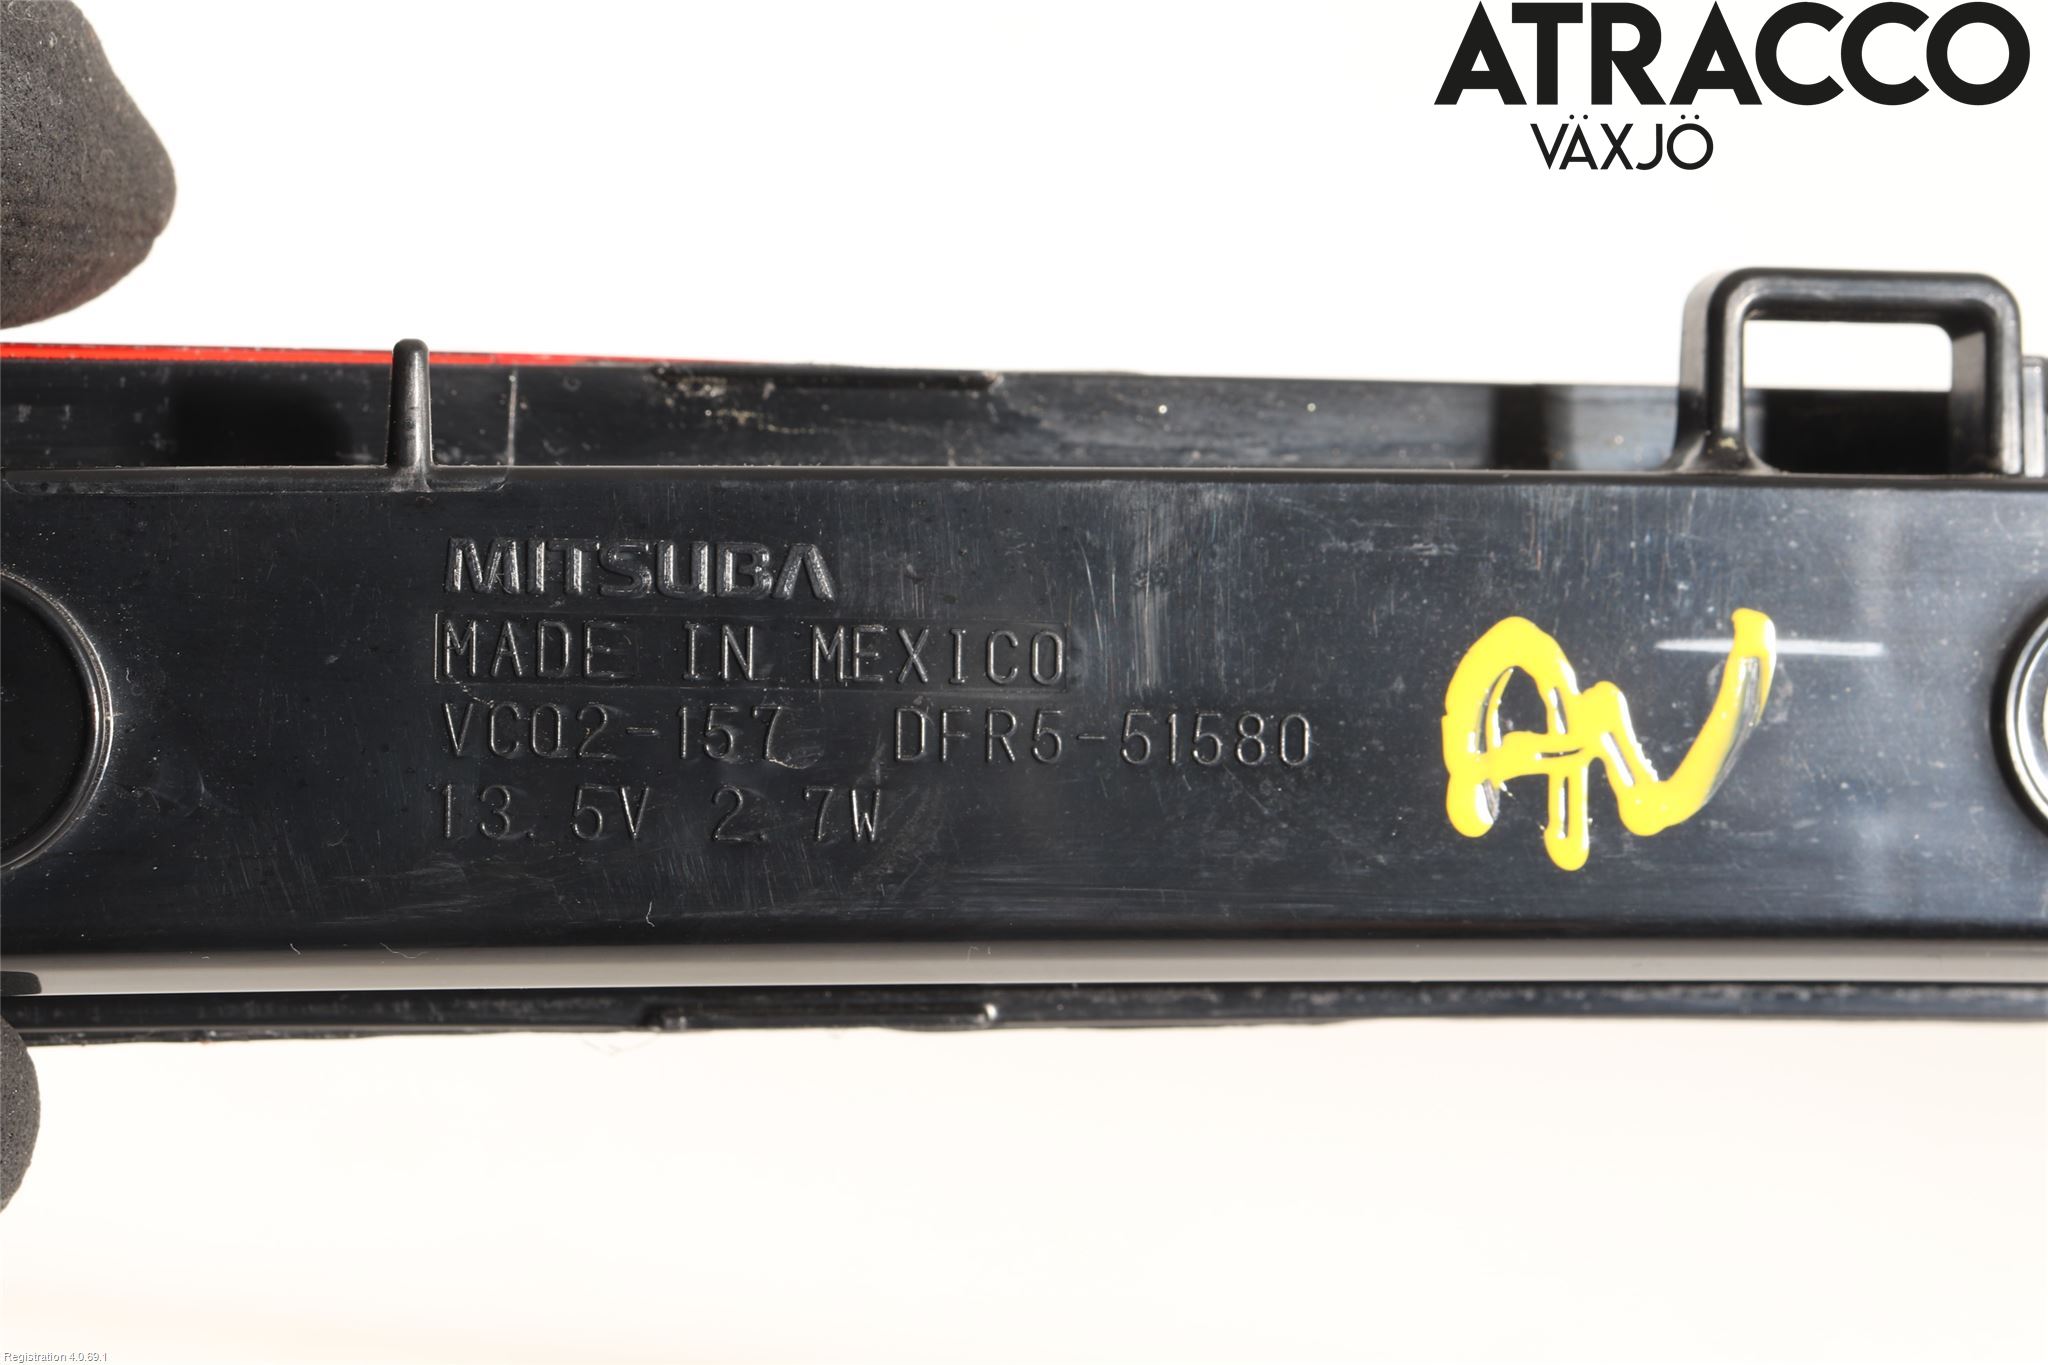 ATRACCO
VÄXJÖ
MITSUBA
MADE IN MEXICO
VCQ2-157 DFR5-51580
13.5V 2.7W
AV
Registration 4.0.69.1